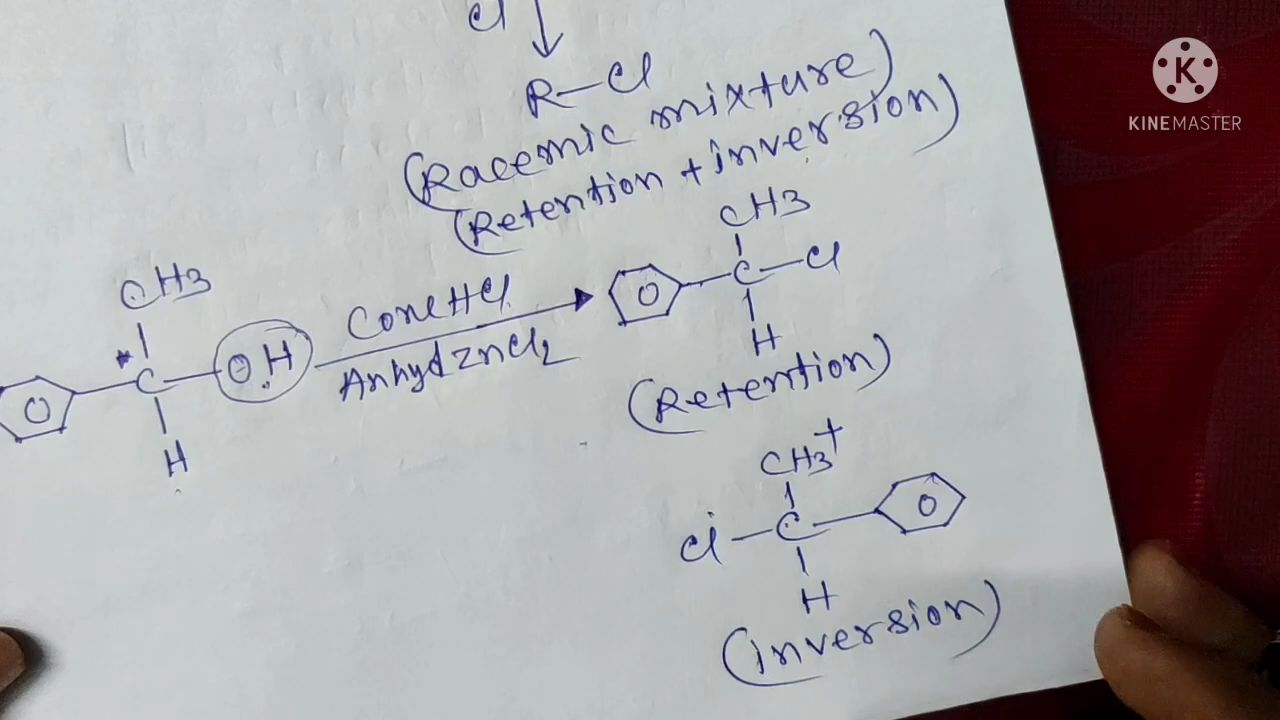 Cl
R-Cl
(Racemic mixture)
(Retention + inversion)
CH3
* C OH
H
Conc HCl
Anhyd ZnCl2
CH3
C-Cl
H
(Retention)
CH3+
Cl-C
H
(inversion)
K
KINEMASTER